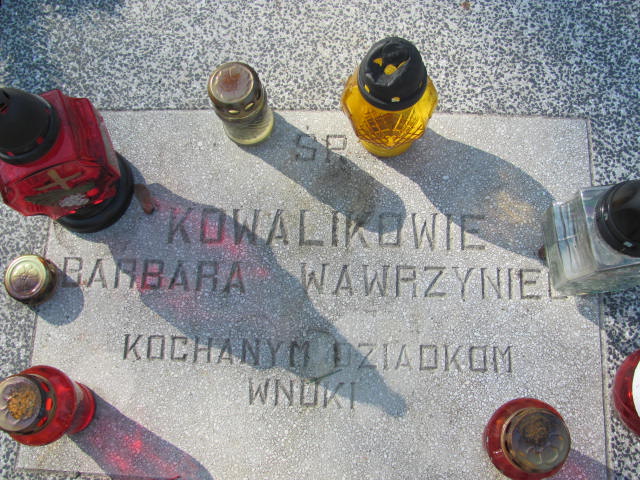 ŚP.
KOWALIKOWIE
BARBARA WAWRZYNIEC
KOCHANYM DZIADKOM
WNUKI